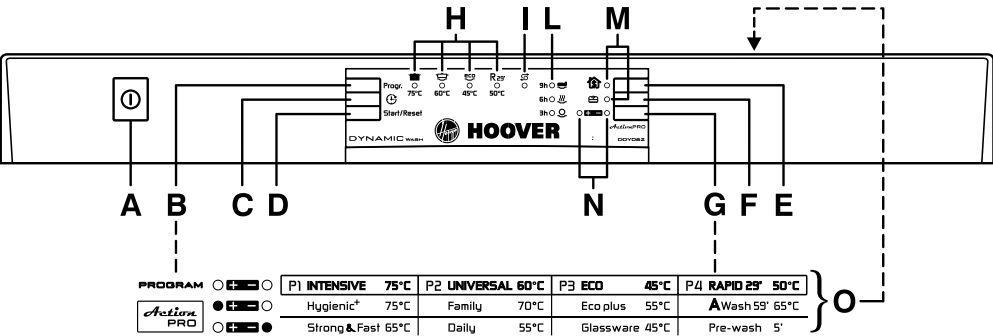 H I L M
Progr. R 29' 9h
75°C 60°C 45°C 50°C 6h
Start/Reset 3h + -
DYNAMIC WASH HOOVER ActionPRO
DDY062
A B C D N G F E
PROGRAM + - P1 INTENSIVE 75°C P2 UNIVERSAL 60°C P3 ECO 45°C P4 RAPID 29' 50°C
Action PRO + - Hygienic+ 75°C Family 70°C Eco plus 55°C A Wash 59' 65°C O
+ - Strong & Fast 65°C Daily 55°C Glassware 45°C Pre-wash 5'